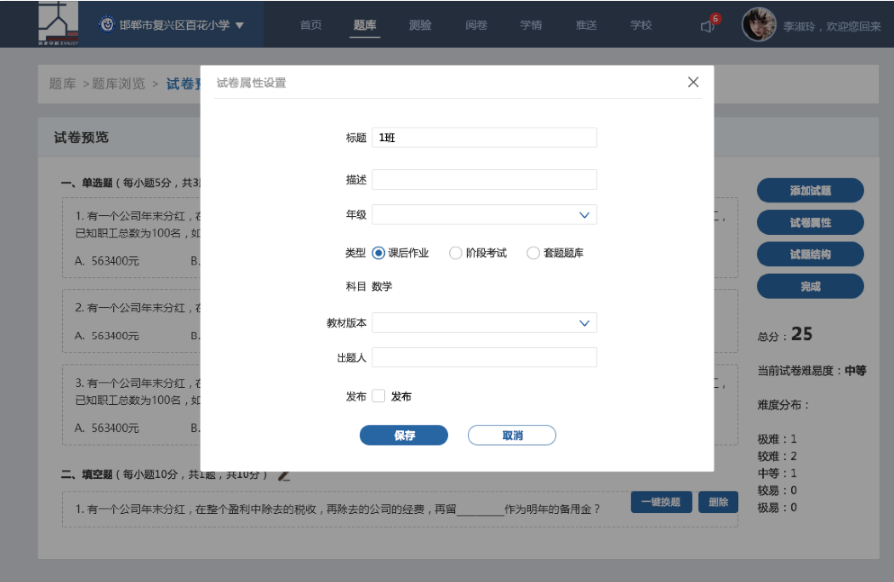 邯郸市复兴区百花小学 首页 题库 测验 阅卷 学情 推送 学校 6 李淑玲，欢迎您回来
题库 >题库浏览 > 试卷预
试卷属性设置
试卷预览
标题 1班
描述
年级
类型 课后作业 阶段考试 套题题库
科目 数学
教材版本
出题人
发布 发布
保存 取消
一、单选题（每小题5分，共3
1. 有一个公司年末分红，在
已知职工总数为100名，如
A. 563400元 B.
2. 有一个公司年末分红，在
A. 563400元 B.
3. 有一个公司年末分红，在
已知职工总数为100名，如
A. 563400元 B.
二、填空题（每小题10分，共1题，共10分）
1. 有一个公司年末分红，在整个盈利中除去的税收，再除去的公司的经费，再留________作为明年的备用金？
一键换题 删除
添加试题
试卷属性
试题结构
完成
总分：25
当前试卷难易度：中等
难度分布：
极难：1
较难：2
中等：1
较易：0
极易：0